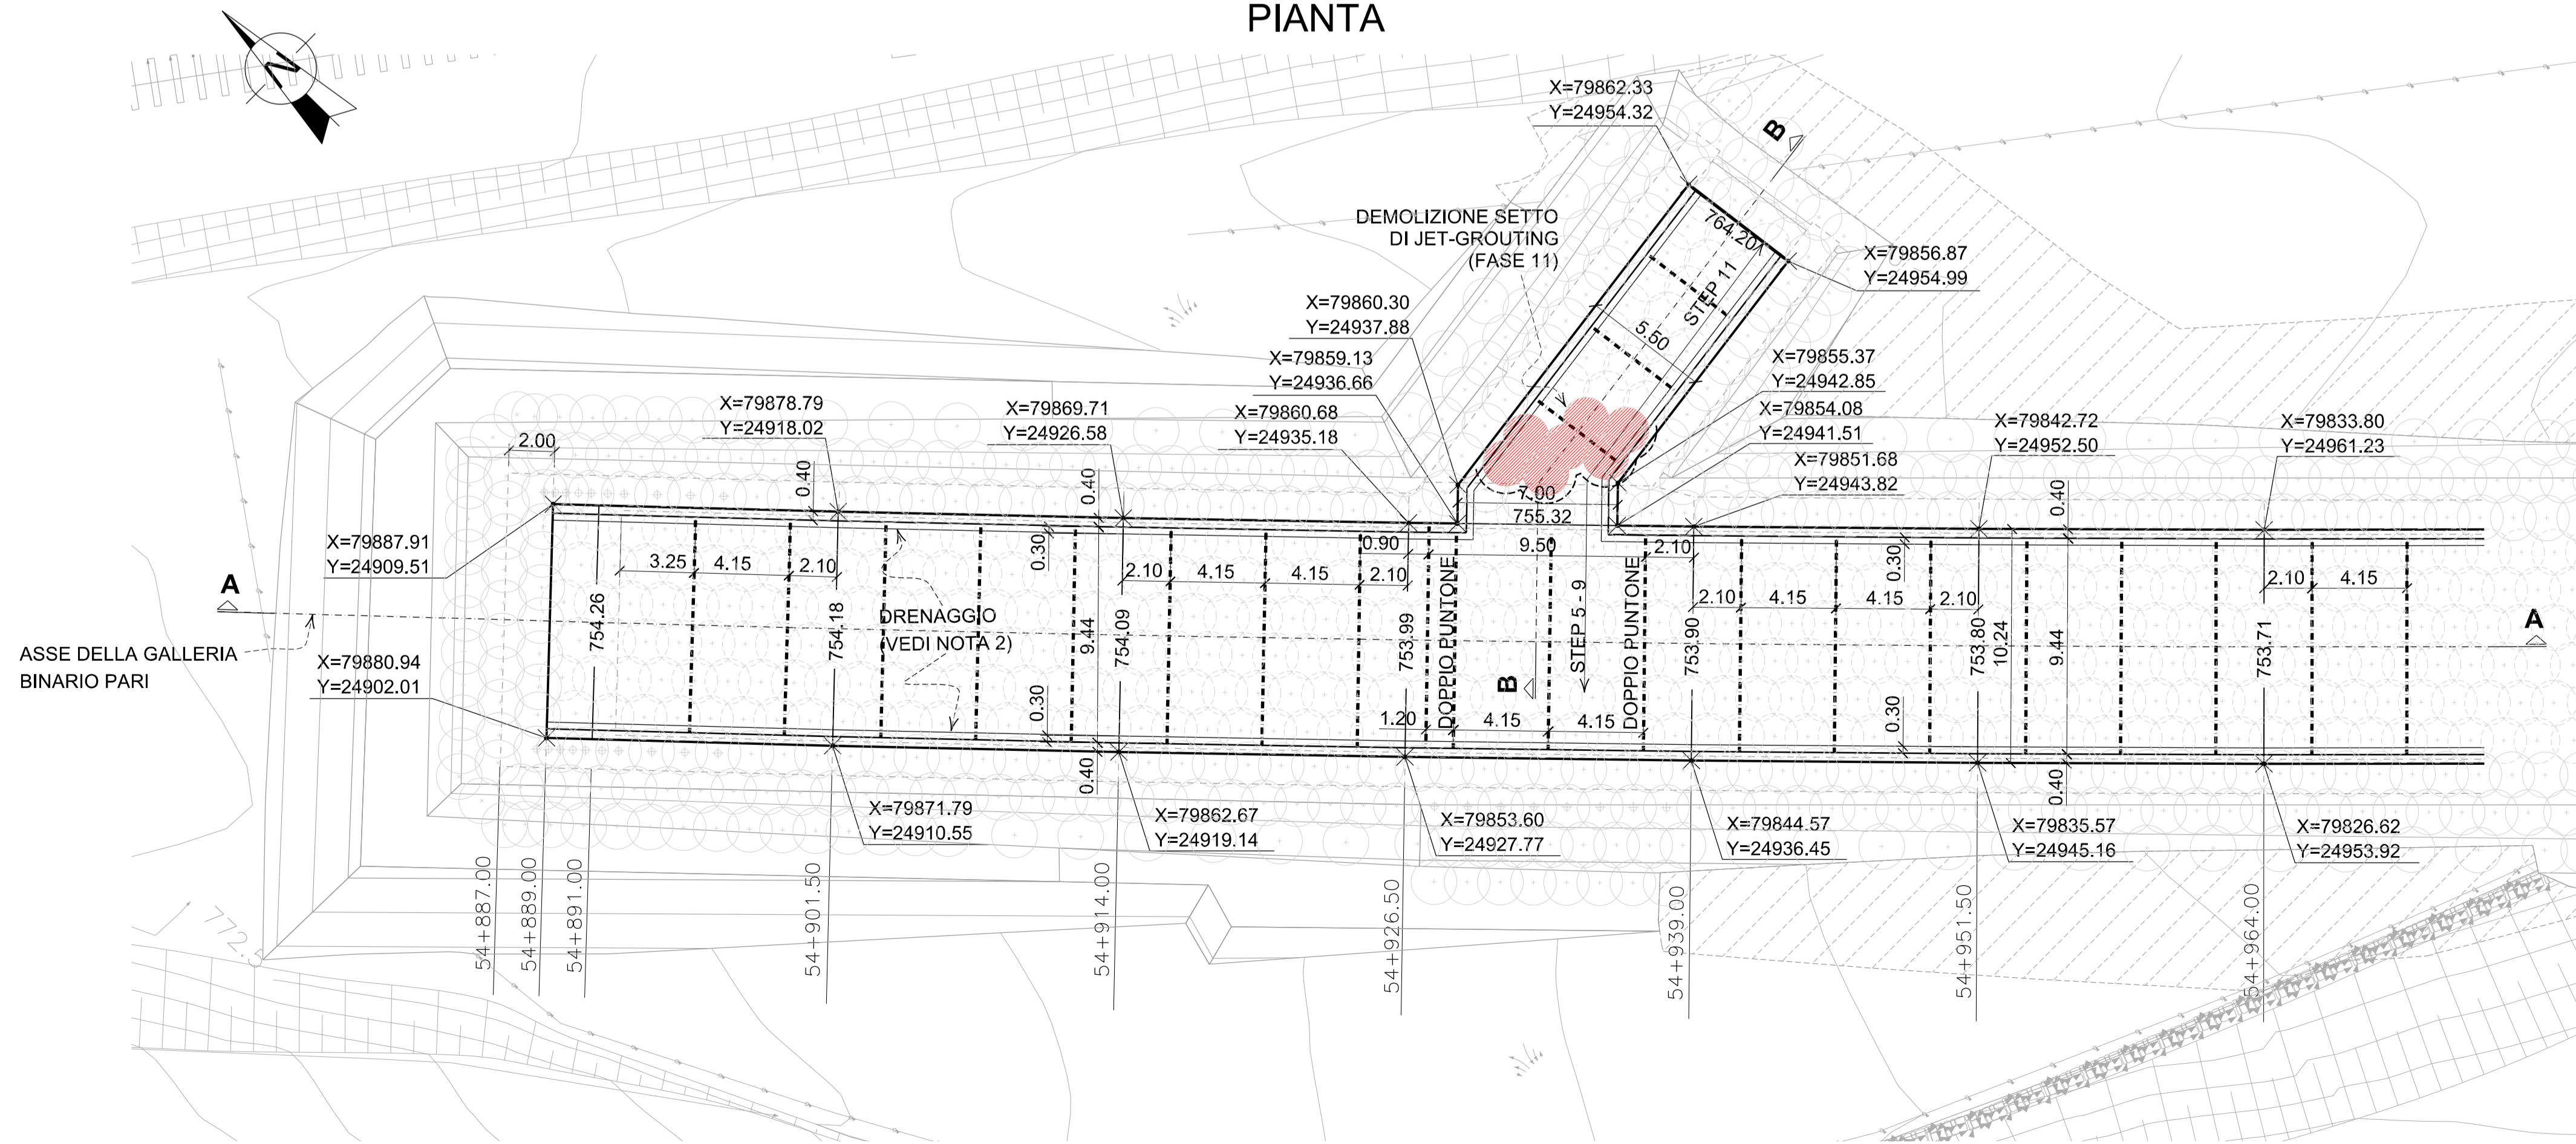 PIANTA
N
X=79862.33
Y=24954.32
B
DEMOLIZIONE SETTO
DI JET-GROUTING
(FASE 11)
764.20
STEP 11
5.50
X=79856.87
Y=24954.99
X=79860.30
Y=24937.88
X=79859.13
Y=24936.66
X=79860.68
Y=24935.18
X=79855.37
Y=24942.85
X=79854.08
Y=24941.51
X=79851.68
Y=24943.82
X=79878.79
Y=24918.02
X=79869.71
Y=24926.58
X=79842.72
Y=24952.50
X=79833.80
Y=24961.23
2.00
0.40
0.40
0.40
7.00
755.32
X=79887.91
Y=24909.51
3.25
4.15
2.10
0.30
2.10
4.15
4.15
2.10
0.90
9.50
2.10
2.10
4.15
4.15
2.10
0.30
2.10
4.15
A
A
ASSE DELLA GALLERIA
BINARIO PARI
X=79880.94
Y=24902.01
754.26
754.18
DRENAGGIO
(VEDI NOTA 2)
9.44
754.09
753.99
DOPPIO PUNTONE
B
STEP 5 - 9
DOPPIO PUNTONE
753.90
753.80
10.24
9.44
753.71
0.30
1.20
4.15
4.15
0.30
0.40
0.40
X=79871.79
Y=24910.55
X=79862.67
Y=24919.14
X=79853.60
Y=24927.77
X=79844.57
Y=24936.45
X=79835.57
Y=24945.16
X=79826.62
Y=24953.92
54+887.00
54+889.00
54+891.00
54+901.50
54+914.00
54+926.50
54+939.00
54+951.50
54+964.00